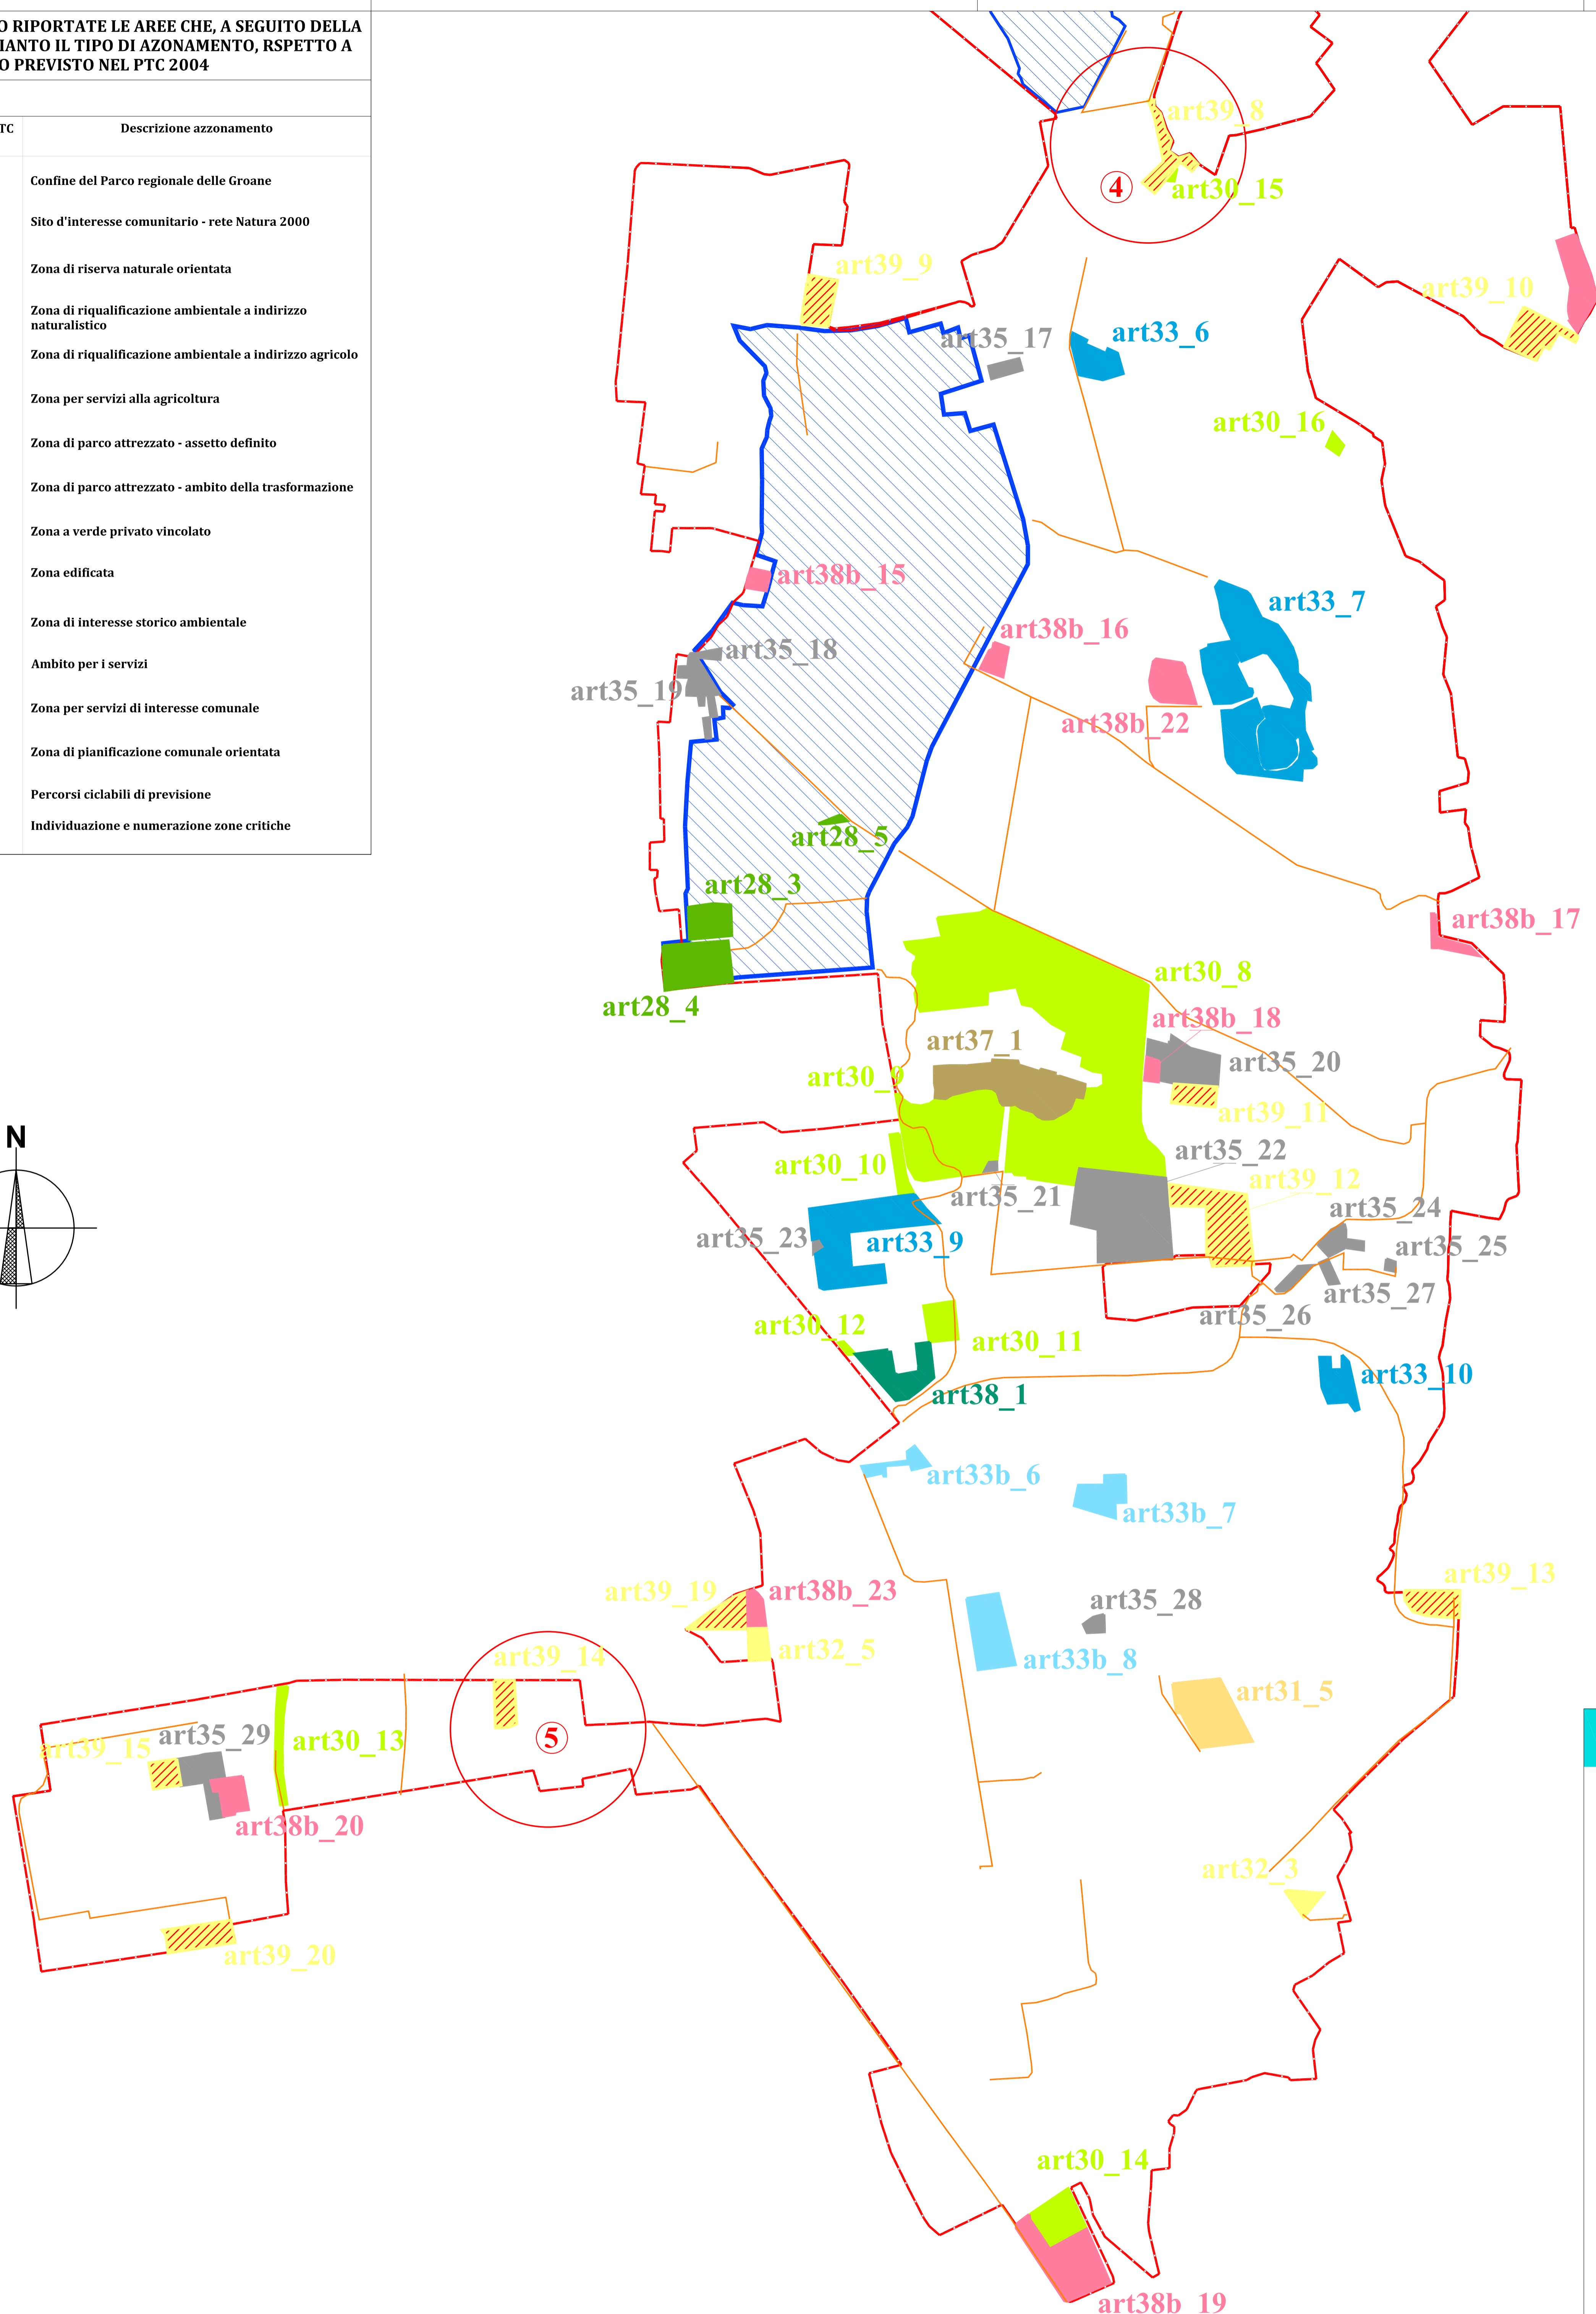 O RIPORTATE LE AREE CHE, A SEGUITO DELLA
IANTO IL TIPO DI AZONAMENTO, RSPETTO A
O PREVISTO NEL PTC 2004
TC
Descrizione azzonamento
Confine del Parco regionale delle Groane
Sito d'interesse comunitario - rete Natura 2000
Zona di riserva naturale orientata
Zona di riqualificazione ambientale a indirizzo
naturalistico
Zona di riqualificazione ambientale a indirizzo agricolo
Zona per servizi alla agricoltura
Zona di parco attrezzato - assetto definito
Zona di parco attrezzato - ambito della trasformazione
Zona a verde privato vincolato
Zona edificata
Zona di interesse storico ambientale
Ambito per i servizi
Zona per servizi di interesse comunale
Zona di pianificazione comunale orientata
Percorsi ciclabili di previsione
Individuazione e numerazione zone critiche
N
art39_8
4
art30_15
art39_9
art39_10
art35_17
art33_6
art30_16
art38b_15
art33_7
art38b_16
art35_18
art35_19
art38b_22
art28_5
art28_3
art38b_17
art30_8
art28_4
art38b_18
art37_1
art35_20
art30_9
art39_11
art35_22
art30_10
art39_12
art35_21
art35_24
art35_23
art33_9
art35_25
art35_27
art35_26
art30_12
art30_11
art33_10
art38_1
art33b_6
art33b_7
art39_13
art39_19
art38b_23
art35_28
art32_5
art39_14
art33b_8
art31_5
art35_29
art30_13
5
art39_15
art38b_20
art32_3
art39_20
art30_14
art38b_19